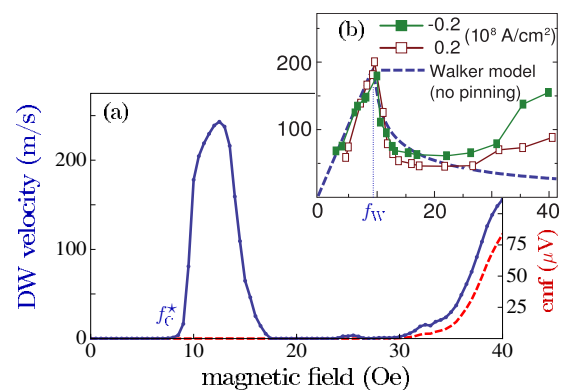 (b)
-0.2
0.2
(10⁸ A/cm²)
Walker model
(no pinning)
200
100
0
20
40
f_W
(a)
DW velocity (m/s)
200
100
0
f_C^⋆
0
10
20
30
40
magnetic field (Oe)
75
50
25
emf (μV)